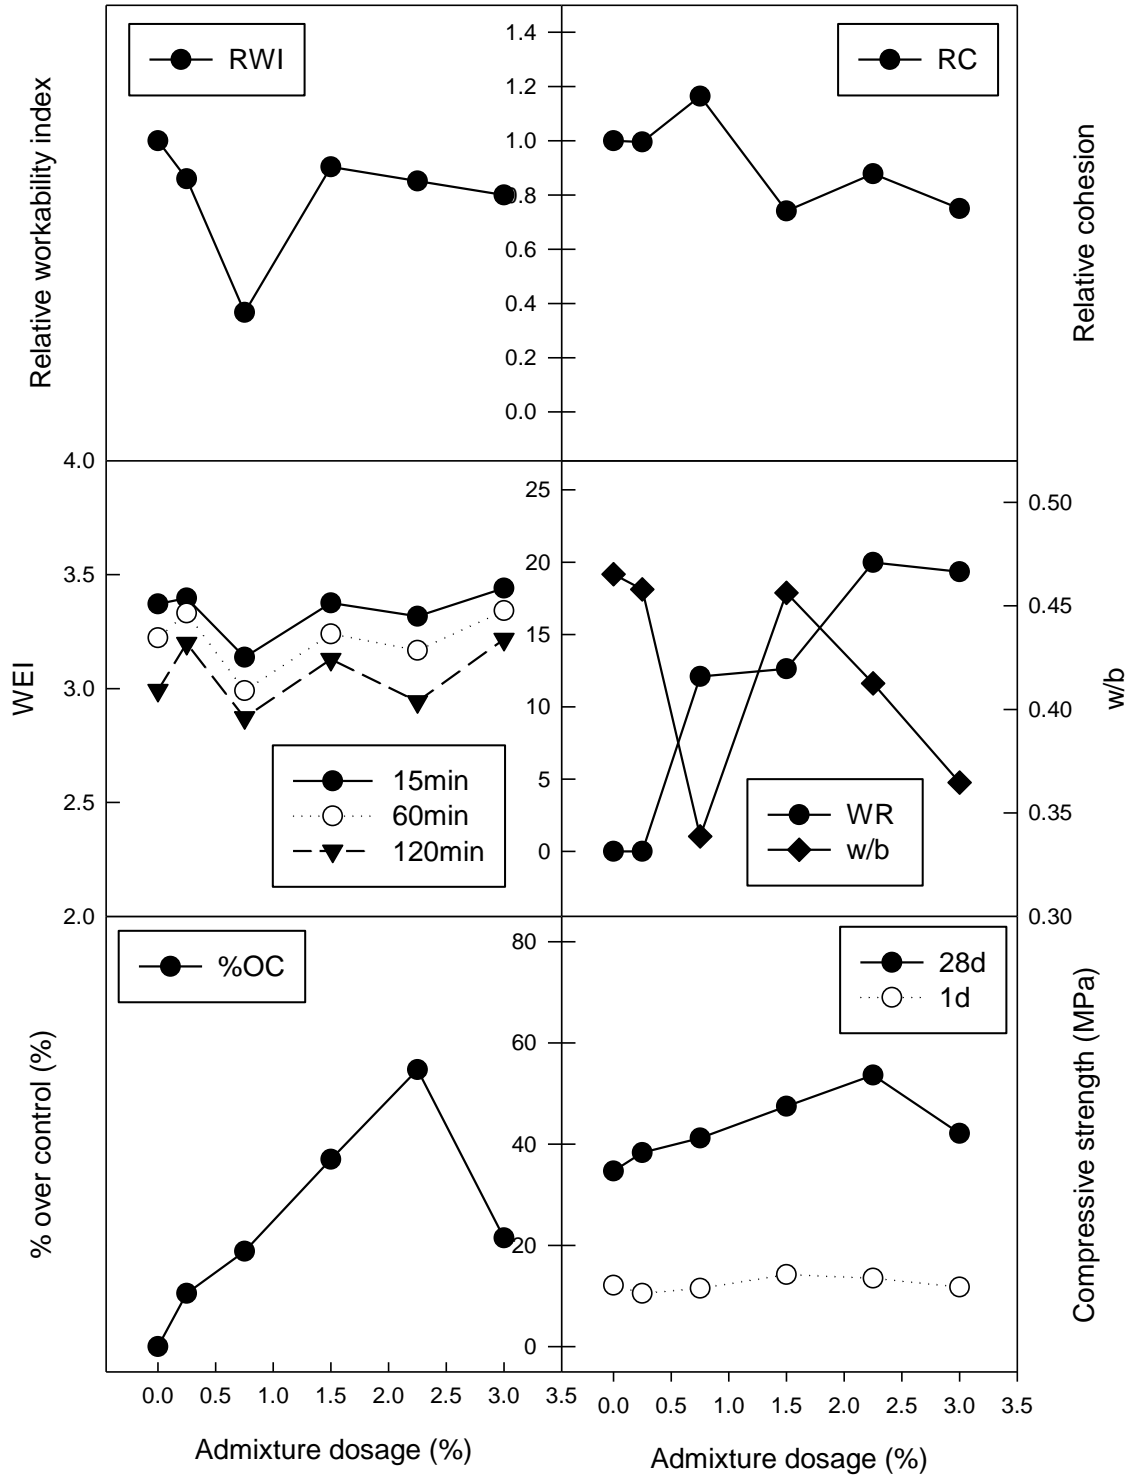 RWI
Relative workability index
1.4
1.2
1.0
0.8
0.6
0.4
0.2
0.0
RC
Relative cohesion
4.0
3.5
3.0
2.5
2.0
WEI
15min
60min
120min
25
20
15
10
5
0
WR
w/b
0.50
0.45
0.40
0.35
0.30
w/b
%OC
% over control (%)
80
60
40
20
0
28d
1d
Compressive strength (MPa)
0.0 0.5 1.0 1.5 2.0 2.5 3.0 3.5
Admixture dosage (%)
0.0 0.5 1.0 1.5 2.0 2.5 3.0 3.5
Admixture dosage (%)